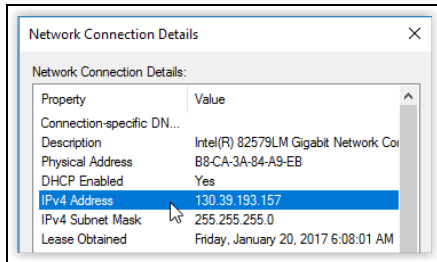 Network Connection Details
Network Connection Details:
Property Value
Connection-specific DN...
Description Intel(R) 82579LM Gigabit Network Cor
Physical Address B8-CA-3A-84-A9-EB
DHCP Enabled Yes
IPv4 Address 130.39.193.157
IPv4 Subnet Mask 255.255.255.0
Lease Obtained Friday, January 20, 2017 6:08:01 AM